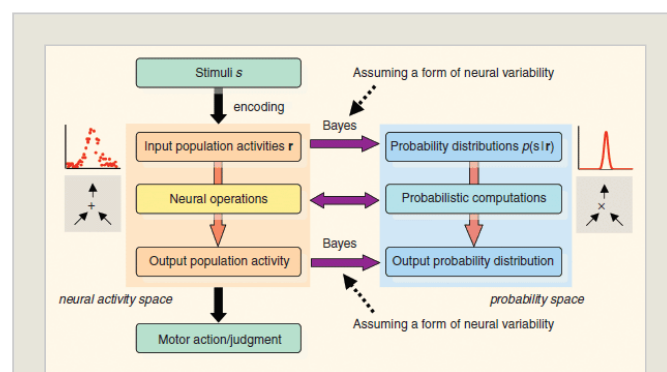 Stimuli s
Assuming a form of neural variability
encoding
Bayes
Input population activities r
Probability distributions p(s|r)
Neural operations
Probabilistic computations
+
×
Bayes
Output population activity
Output probability distribution
neural activity space
probability space
Assuming a form of neural variability
Motor action/judgment